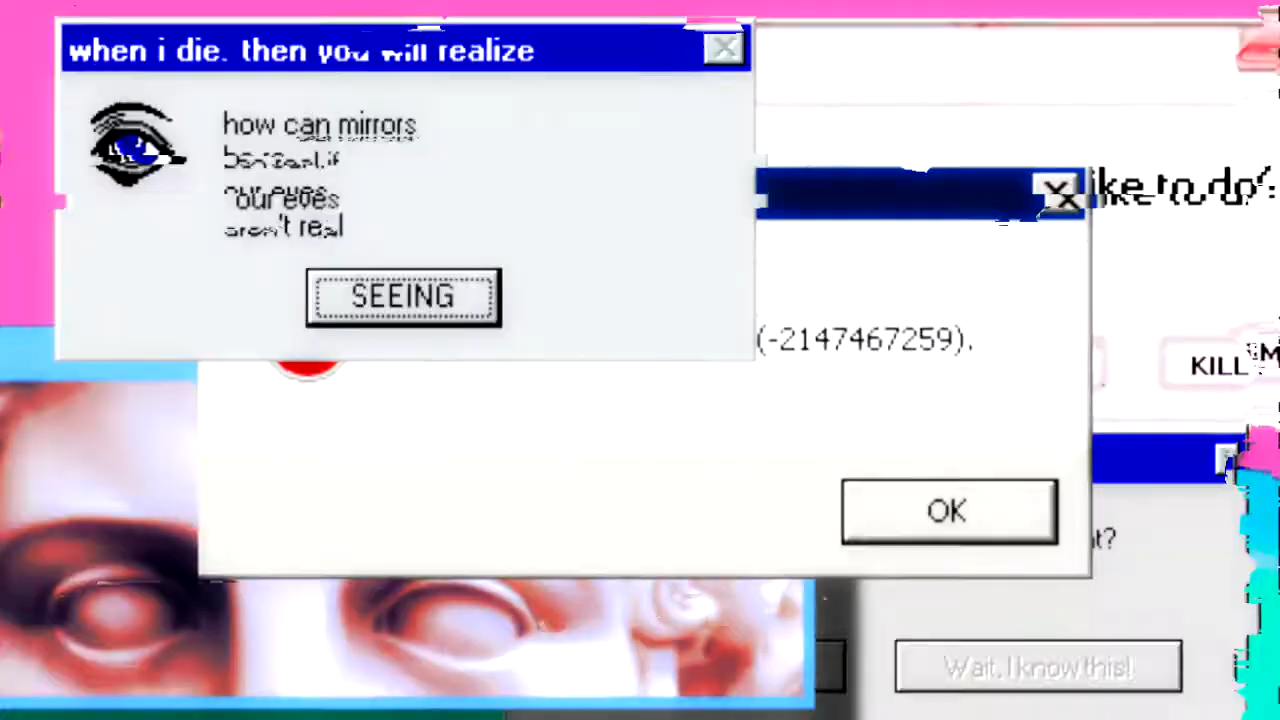 when i die. then you will realize
how can mirrors
be real if
our eyes
aren't real
SEEING
like to do?
(-2147467259).
KILL
OK
Wait, I know this!